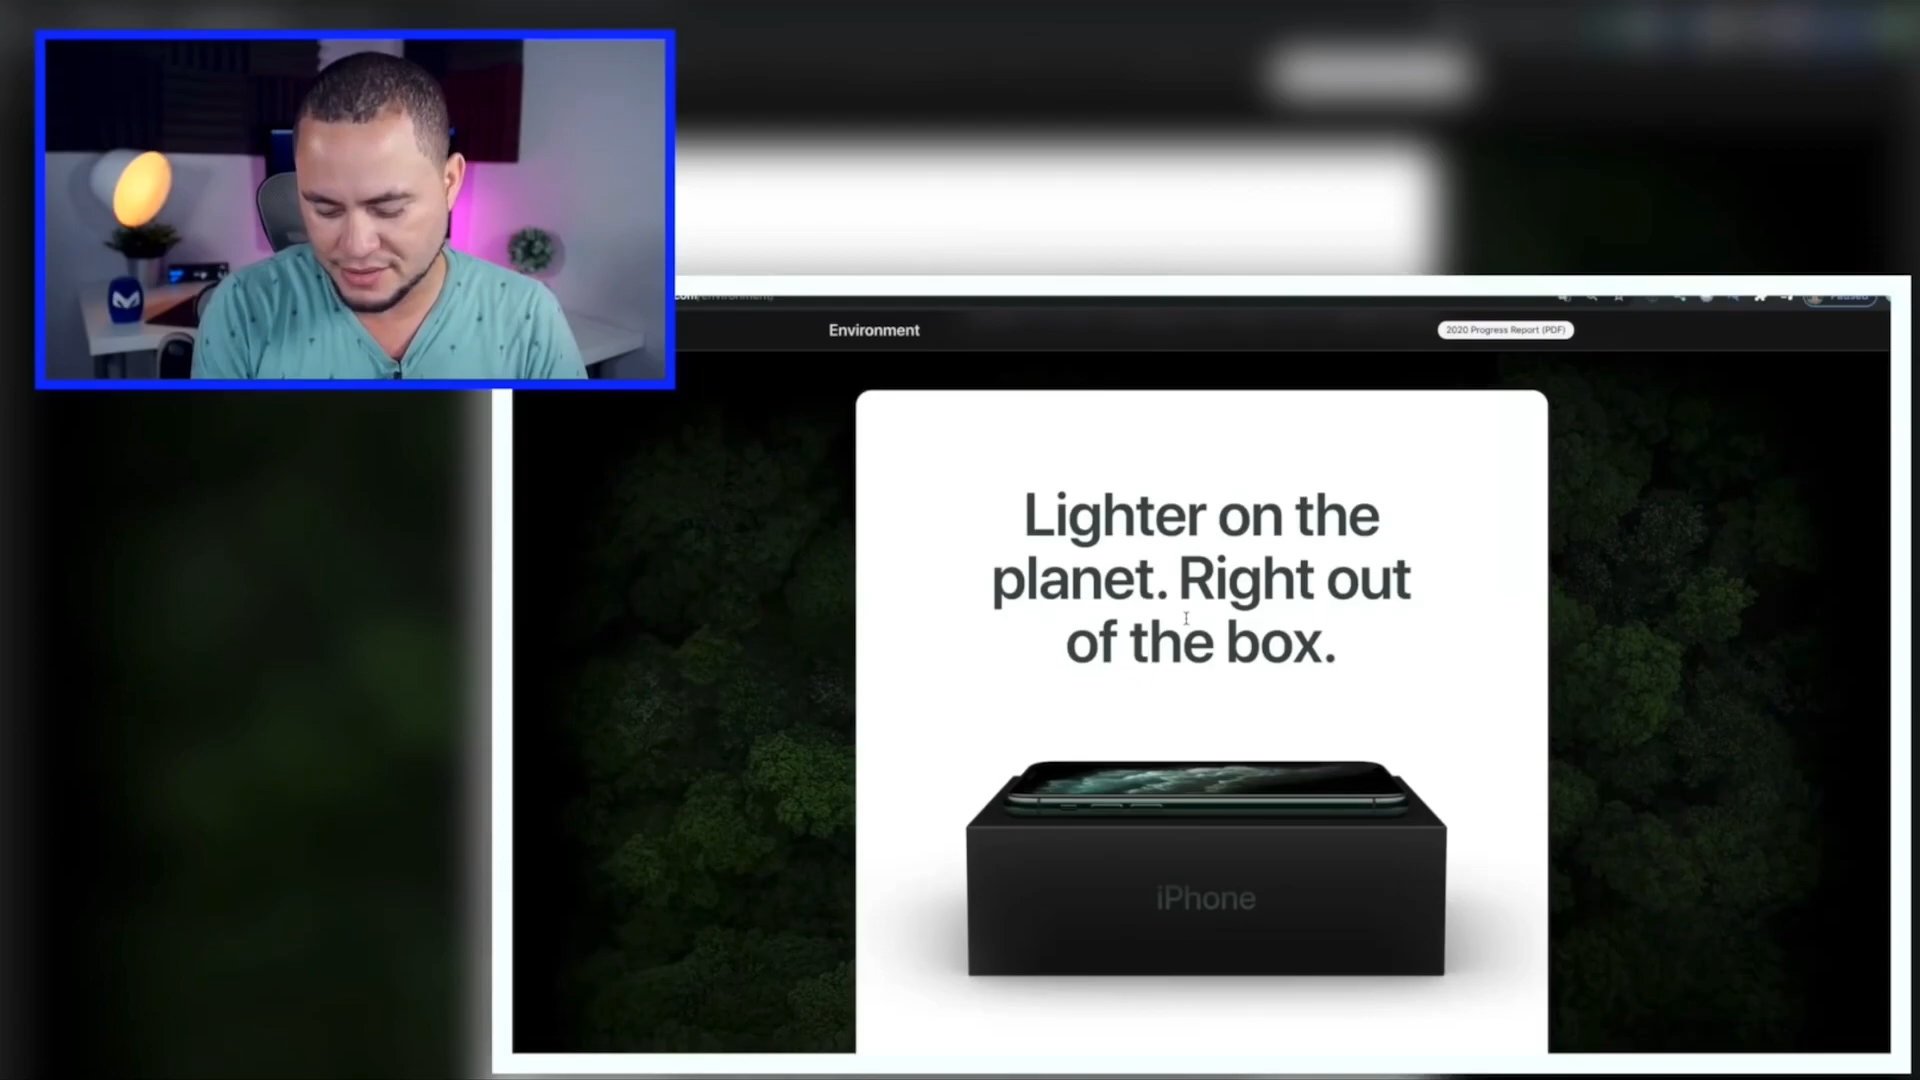 Environment
2020 Progress Report (PDF)
Lighter on the
planet. Right out
of the box.
iPhone